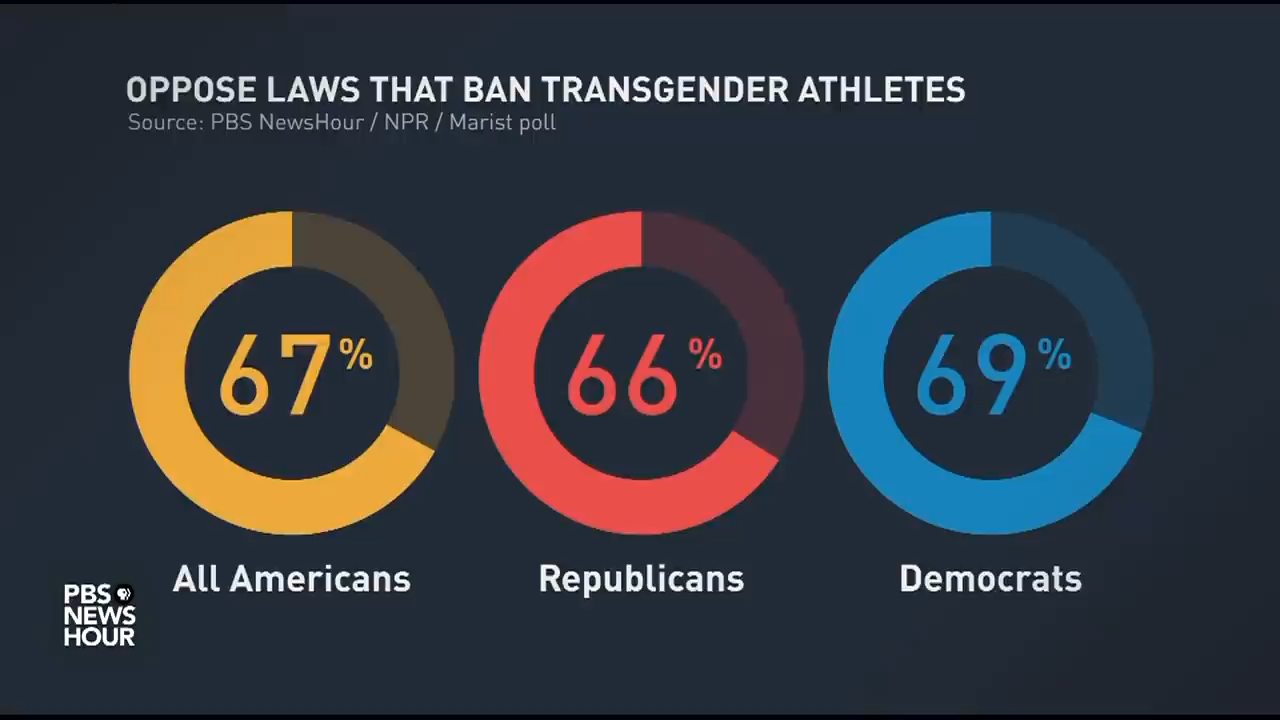 OPPOSE LAWS THAT BAN TRANSGENDER ATHLETES
Source: PBS NewsHour / NPR / Marist poll
67%
66%
69%
All Americans
Republicans
Democrats
PBS
NEWS
HOUR